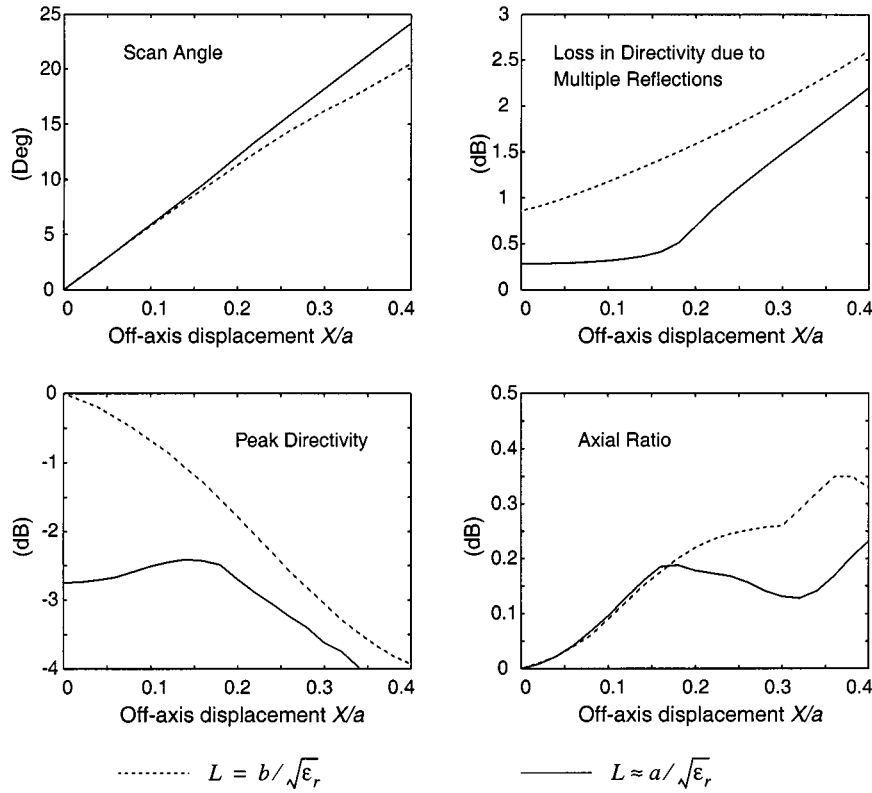 Scan Angle
(Deg)
25
20
15
10
5
0
0 0.1 0.2 0.3 0.4
Off-axis displacement X/a
Loss in Directivity due to
Multiple Reflections
(dB)
3
2.5
2
1.5
1
0.5
0
0 0.1 0.2 0.3 0.4
Off-axis displacement X/a
Peak Directivity
(dB)
0
-1
-2
-3
-4
0 0.1 0.2 0.3 0.4
Off-axis displacement X/a
Axial Ratio
(dB)
0.5
0.4
0.3
0.2
0.1
0
0 0.1 0.2 0.3 0.4
Off-axis displacement X/a
L = b/√εr
L ≈ a/√εr